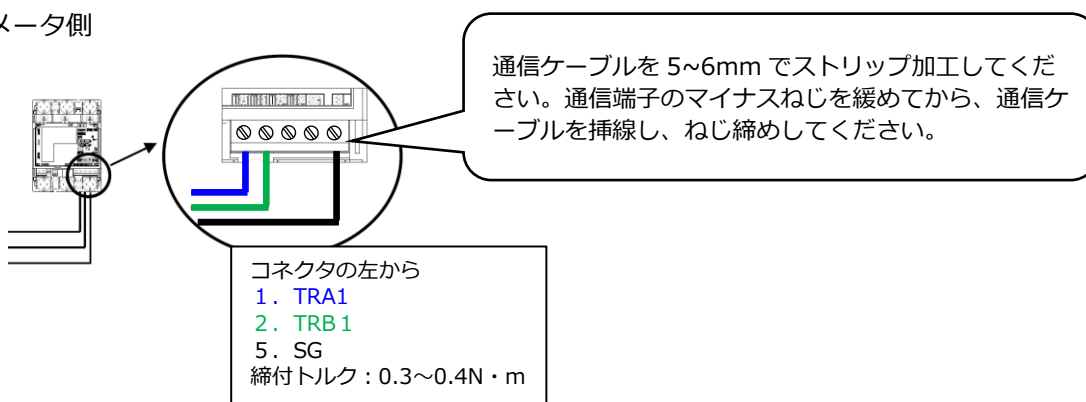 メータ側
通信ケーブルを 5~6mm でストリップ加工してくだ
さい。通信端子のマイナスねじを緩めてから、通信ケ
ーブルを挿線し、ねじ締めしてください。
コネクタの左から
1．TRA1
2．TRB1
5．SG
締付トルク：0.3～0.4N・m